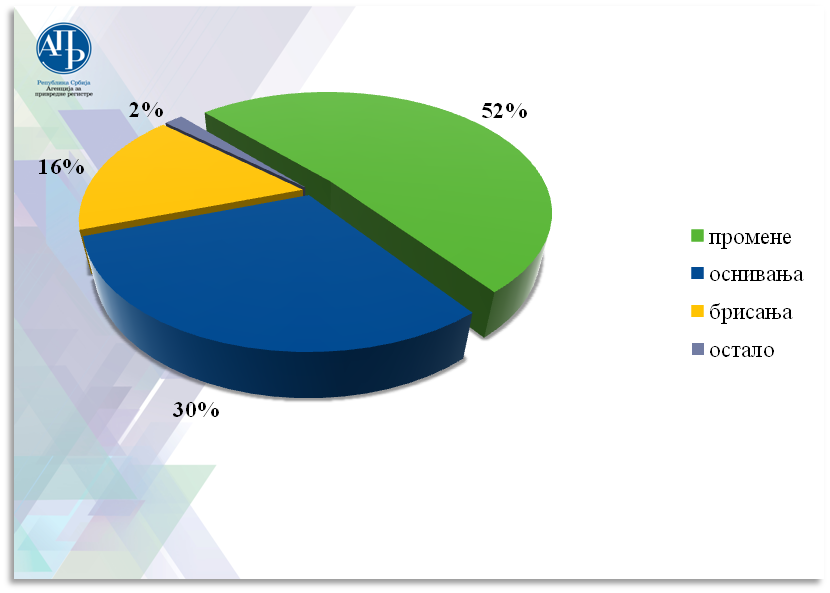 АПР
Република Србија
Агенција за
привредне регистре
2%
52%
16%
30%
промене
оснивања
брисања
остало